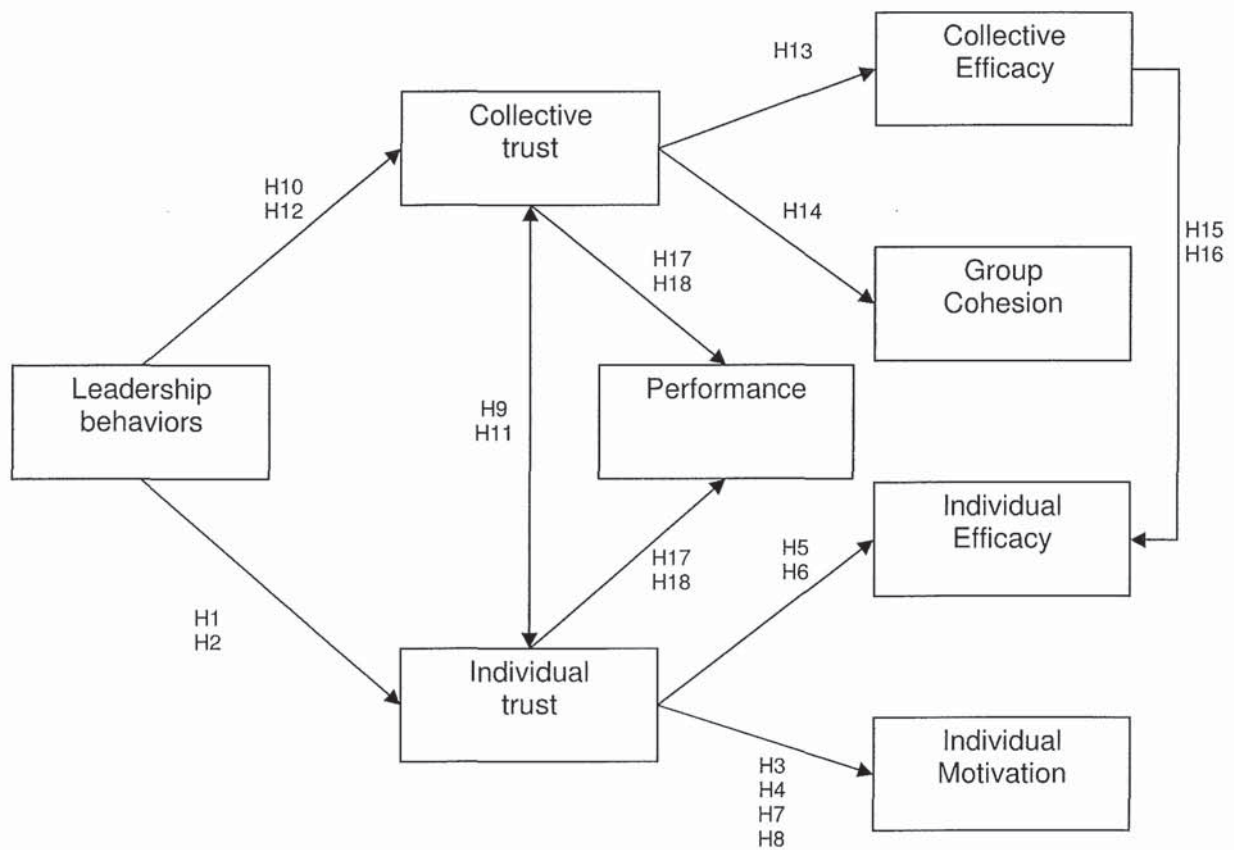 Collective
Efficacy
H13
Collective
trust
H10
H12
H14
H15
H16
H17
H18
Group
Cohesion
Leadership
behaviors
Performance
H9
H11
Individual
Efficacy
H5
H6
H17
H18
H1
H2
Individual
trust
Individual
Motivation
H3
H4
H7
H8